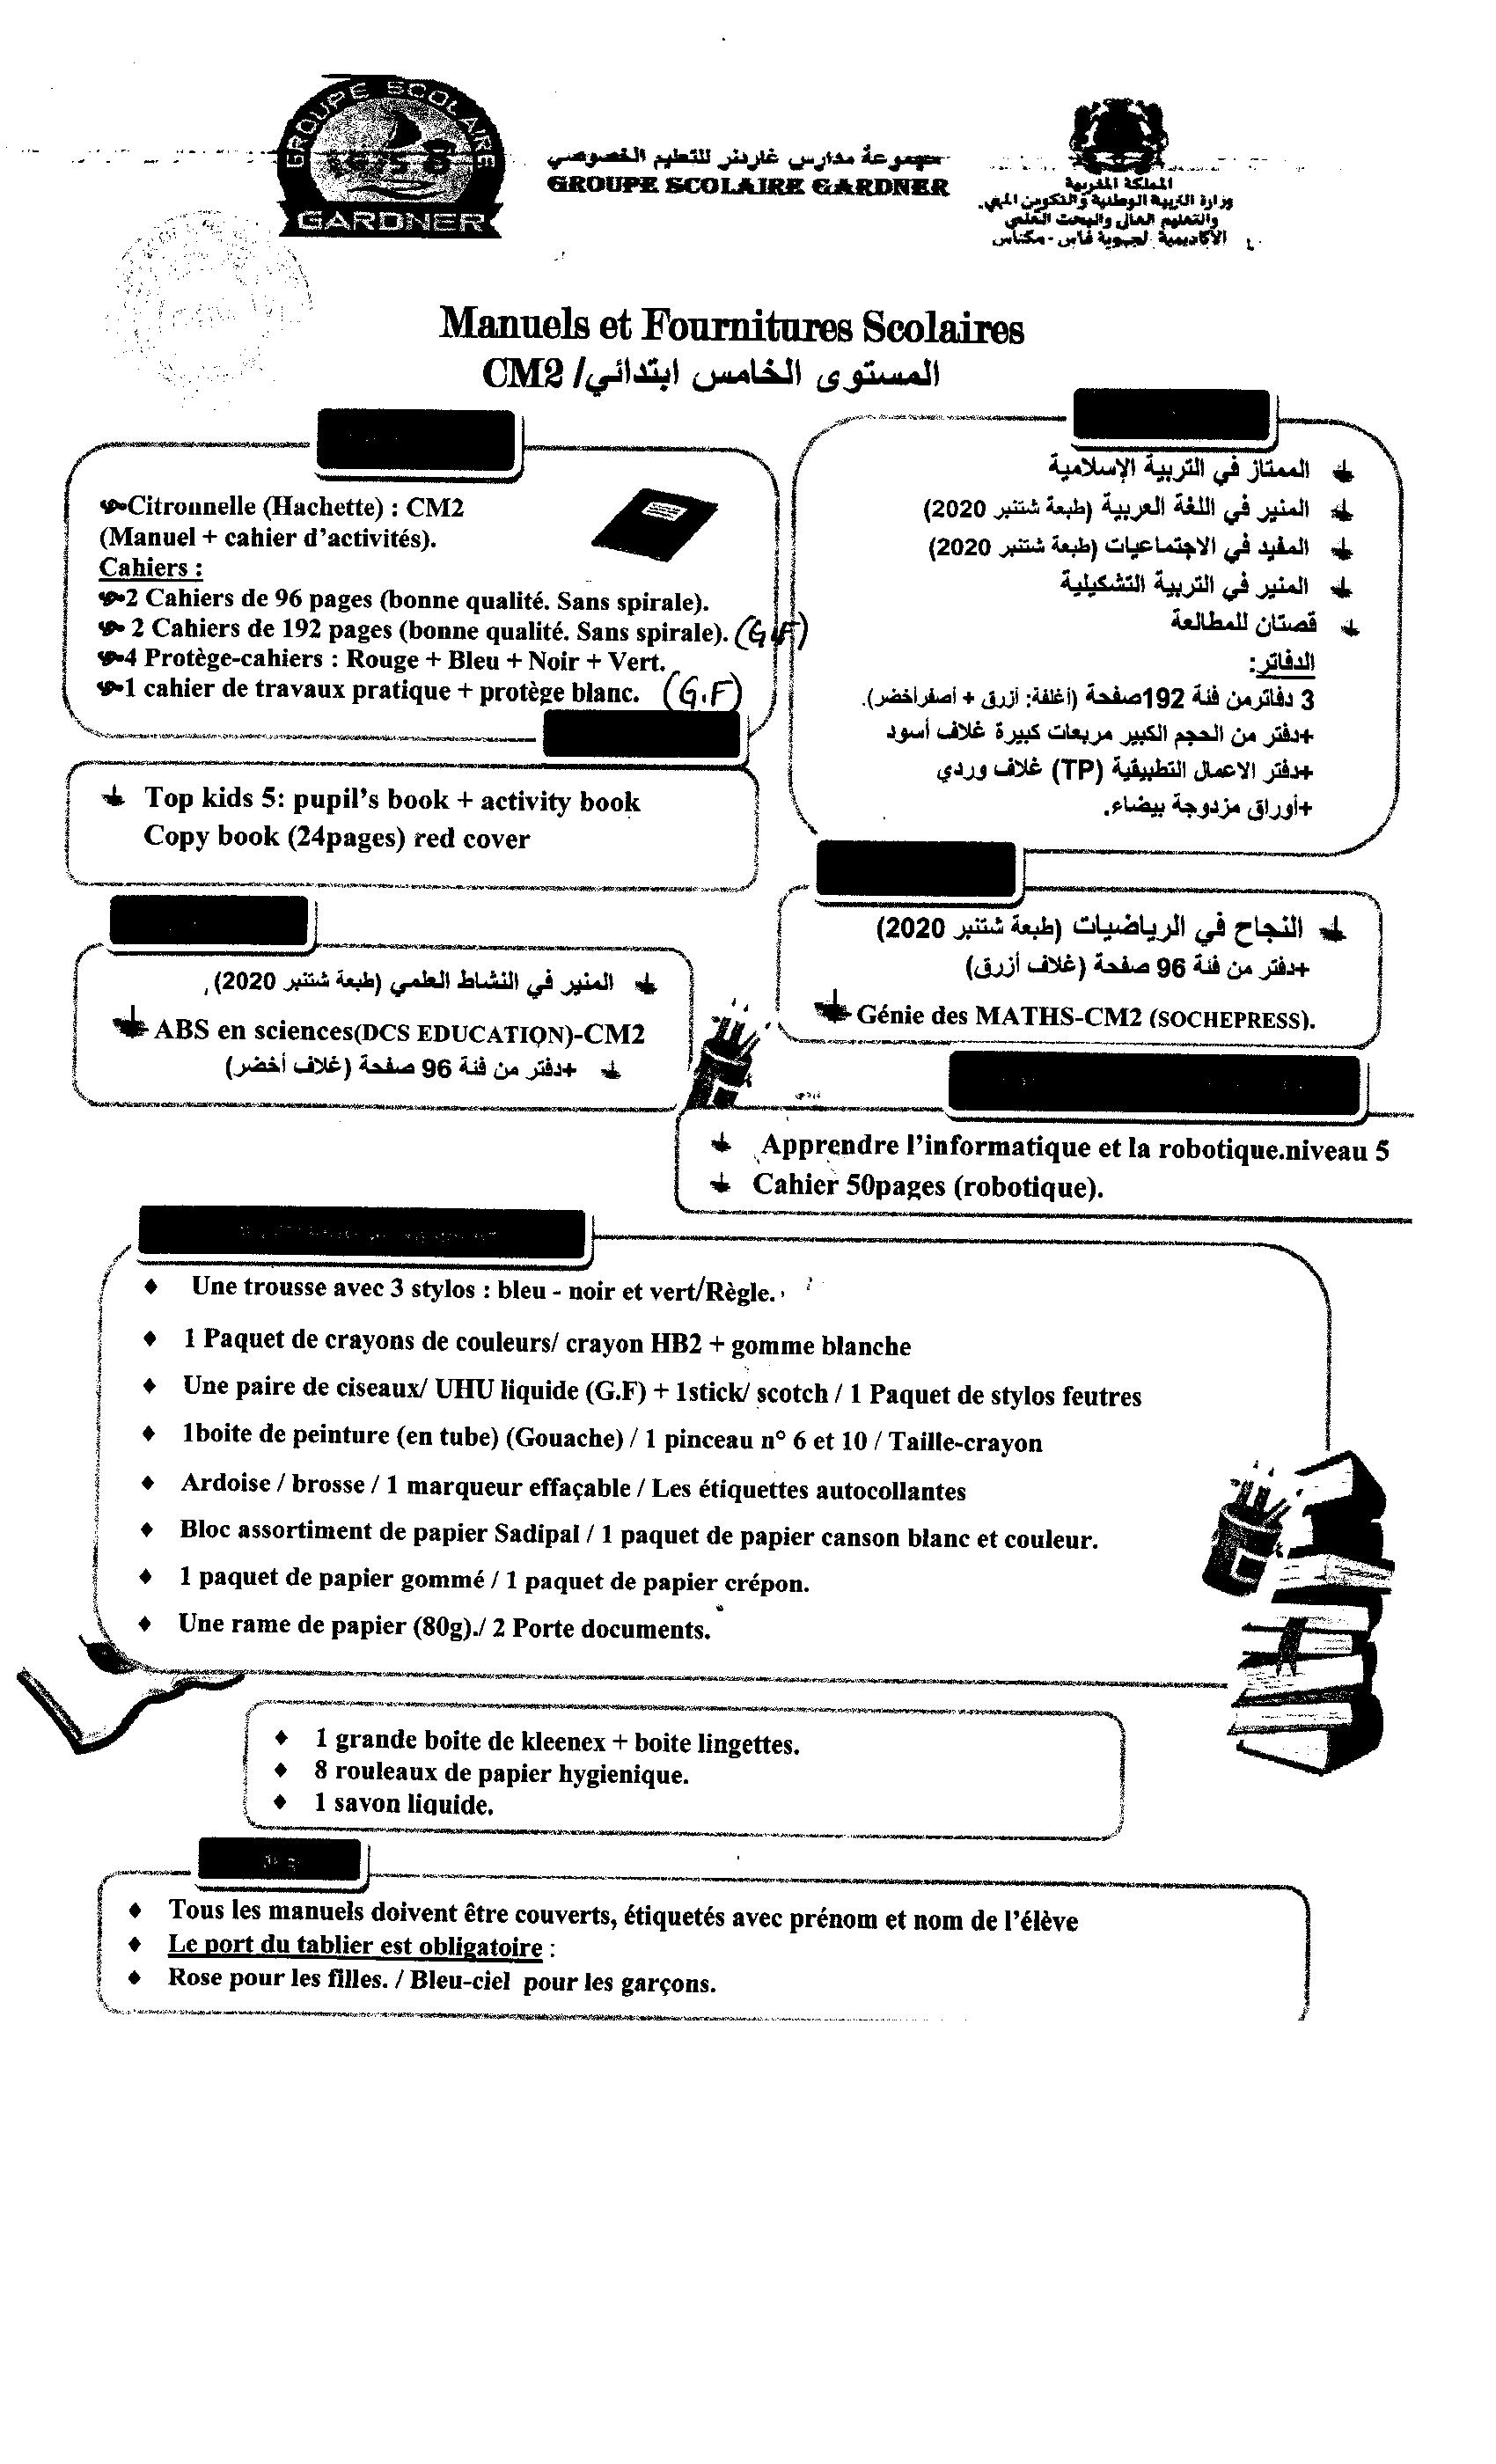 GROUPE SCOLAIRE
GARDNER
مجموعة مدارس غاردنر للتعليم الخصوصي
GROUPE SCOLAIRE GARDNER
المملكة المغربية
وزارة التربية الوطنية والتكوين المهني
والتعليم العالي والبحث العلمي
الأكاديمية الجهوية فاس - مكناس
Manuels et Fournitures Scolaires
المستوى الخامس ابتدائي/ CM2
Citronnelle (Hachette) : CM2
(Manuel + cahier d’activités).
Cahiers :
2 Cahiers de 96 pages (bonne qualité. Sans spirale).
2 Cahiers de 192 pages (bonne qualité. Sans spirale). (G.F)
4 Protège-cahiers : Rouge + Bleu + Noir + Vert.
1 cahier de travaux pratique + protège blanc. (G.F)
الممتاز في التربية الإسلامية
المنير في اللغة العربية (طبعة شتنبر 2020)
المفيد في الاجتماعيات (طبعة شتنبر 2020)
المنير في التربية التشكيلية
قصتان للمطالعة
الدفاتر:
3 دفاترمن فئة 192صفحة (أغلفة: أزرق + أصفرأخضر).
+دفتر من الحجم الكبير مربعات كبيرة غلاف أسود
+دفتر الاعمال التطبيقية (TP) غلاف وردي
+أوراق مزدوجة بيضاء.
Top kids 5: pupil’s book + activity book
Copy book (24pages) red cover
النجاح في الرياضيات (طبعة شتنبر 2020)
+دفتر من فئة 96 صفحة (غلاف أزرق)
Génie des MATHS-CM2 (SOCHEPRESS).
المنير في النشاط العلمي (طبعة شتنبر 2020)
ABS en sciences(DCS EDUCATION)-CM2
+دفتر من فئة 96 صفحة (غلاف أخضر)
Apprendre l’informatique et la robotique.niveau 5
Cahier 50pages (robotique).
Une trousse avec 3 stylos : bleu - noir et vert/Règle.
1 Paquet de crayons de couleurs/ crayon HB2 + gomme blanche
Une paire de ciseaux/ UHU liquide (G.F) + 1stick/ scotch / 1 Paquet de stylos feutres
1boite de peinture (en tube) (Gouache) / 1 pinceau n° 6 et 10 / Taille-crayon
Ardoise / brosse / 1 marqueur effaçable / Les étiquettes autocollantes
Bloc assortiment de papier Sadipal / 1 paquet de papier canson blanc et couleur.
1 paquet de papier gommé / 1 paquet de papier crépon.
Une rame de papier (80g)./ 2 Porte documents.
1 grande boite de kleenex + boite lingettes.
8 rouleaux de papier hygienique.
1 savon liquide.
Tous les manuels doivent être couverts, étiquetés avec prénom et nom de l’élève
Le port du tablier est obligatoire :
Rose pour les filles. / Bleu-ciel pour les garçons.